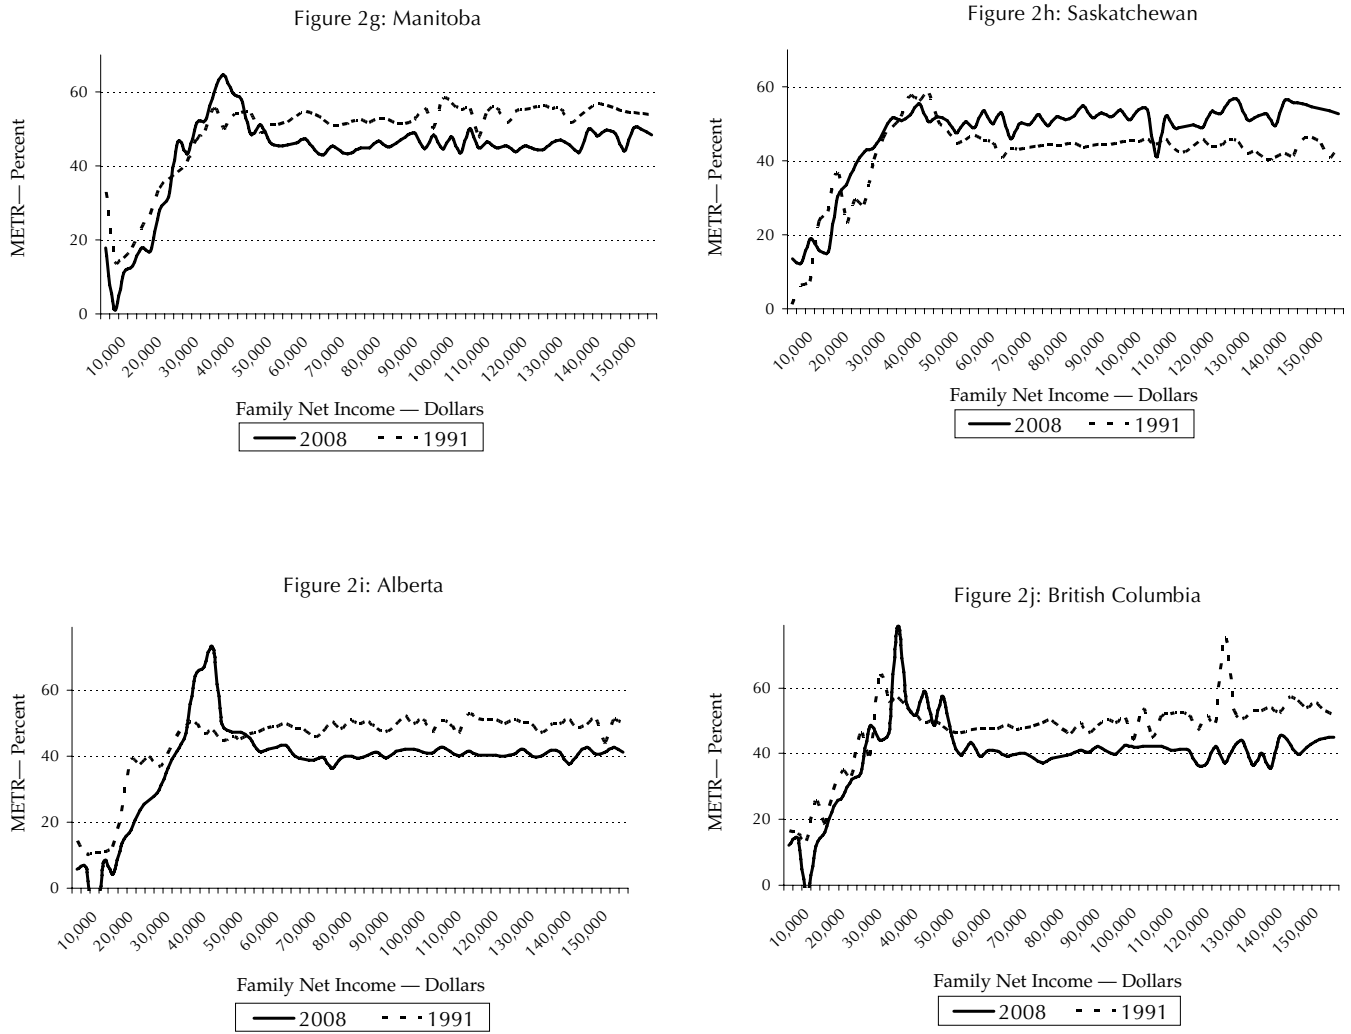 Figure 2g: Manitoba
METR— Percent
60
40
20
0
10,000 20,000 30,000 40,000 50,000 60,000 70,000 80,000 90,000 100,000 110,000 120,000 130,000 140,000 150,000
Family Net Income — Dollars
2008 1991
Figure 2h: Saskatchewan
METR— Percent
60
40
20
0
10,000 20,000 30,000 40,000 50,000 60,000 70,000 80,000 90,000 100,000 110,000 120,000 130,000 140,000 150,000
Family Net Income — Dollars
2008 1991
Figure 2i: Alberta
METR— Percent
60
40
20
0
10,000 20,000 30,000 40,000 50,000 60,000 70,000 80,000 90,000 100,000 110,000 120,000 130,000 140,000 150,000
Family Net Income — Dollars
2008 1991
Figure 2j: British Columbia
METR— Percent
60
40
20
0
10,000 20,000 30,000 40,000 50,000 60,000 70,000 80,000 90,000 100,000 110,000 120,000 130,000 140,000 150,000
Family Net Income — Dollars
2008 1991